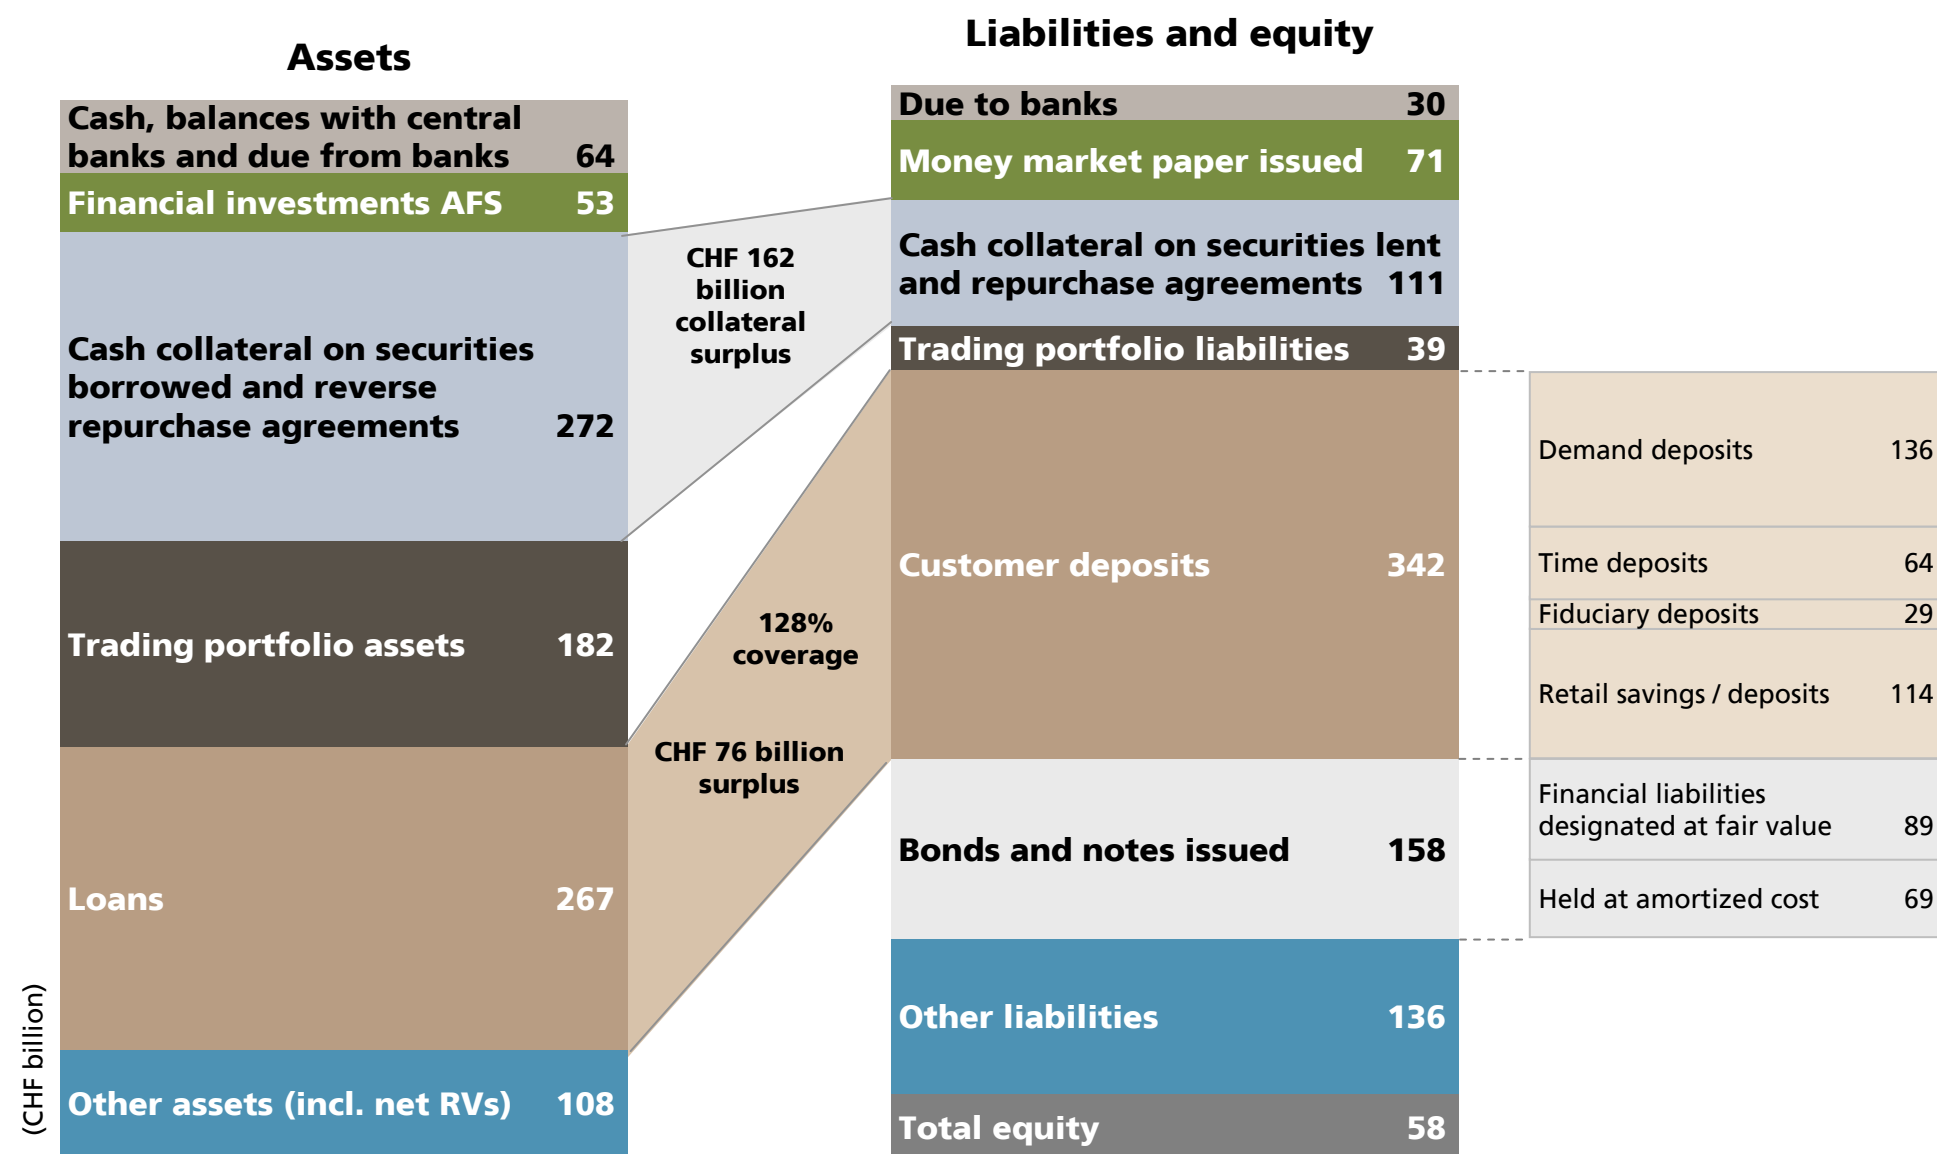 Assets
Cash, balances with central
banks and due from banks 64
Financial investments AFS 53
Cash collateral on securities
borrowed and reverse
repurchase agreements 272
Trading portfolio assets 182
Loans 267
Other assets (incl. net RVs) 108
(CHF billion)
CHF 162
billion
collateral
surplus
128%
coverage
CHF 76 billion
surplus
Liabilities and equity
Due to banks 30
Money market paper issued 71
Cash collateral on securities lent
and repurchase agreements 111
Trading portfolio liabilities 39
Customer deposits 342
Bonds and notes issued 158
Other liabilities 136
Total equity 58
Demand deposits 136
Time deposits 64
Fiduciary deposits 29
Retail savings / deposits 114
Financial liabilities
designated at fair value 89
Held at amortized cost 69